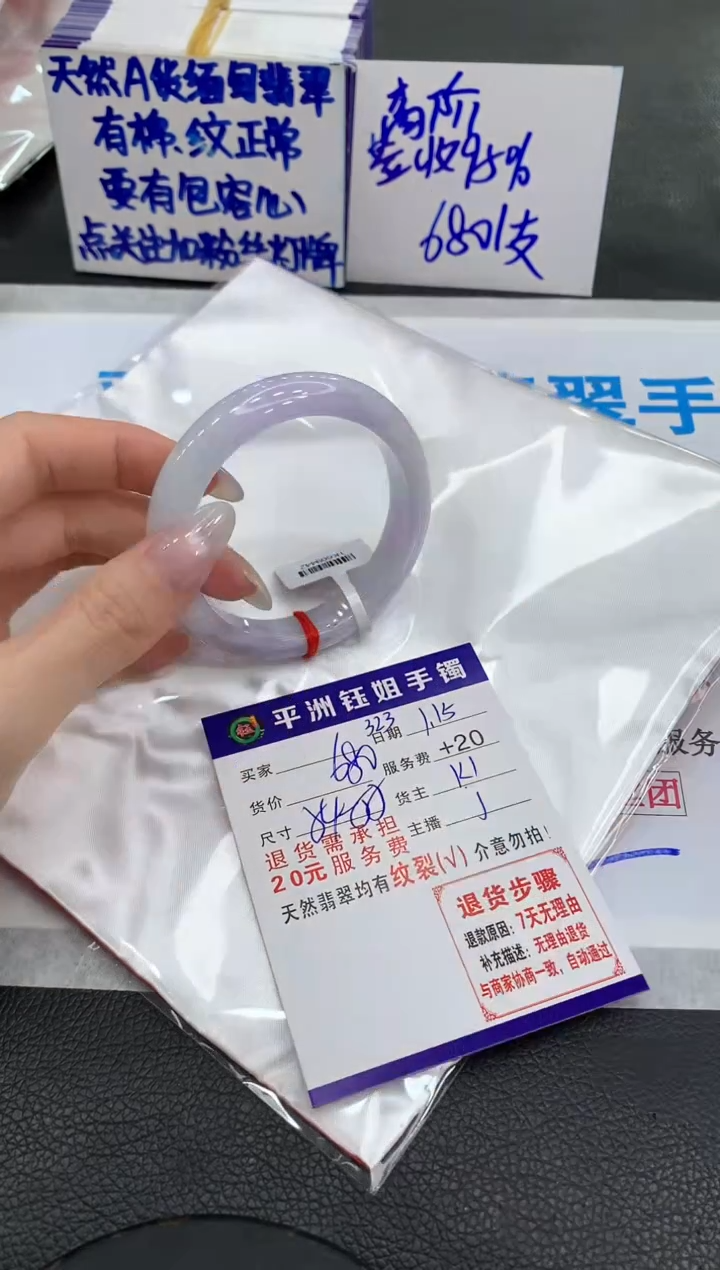 天然A货缅甸翡翠
有棉、纹正常
要有包容心
点关注加粉丝灯牌
高阶
签收95%
680/支
翠手
平洲钰姐手镯
323
买家
日期 1.15
货价 680
服务费 +20
尺寸
货主 K1
退货需承担
20元服务费
主播 J
天然翡翠均有纹裂(√) 介意勿拍!
退货步骤
退款原因: 7天无理由
补充描述: 无理由退货
与商家协商一致, 自动通过
服务
团